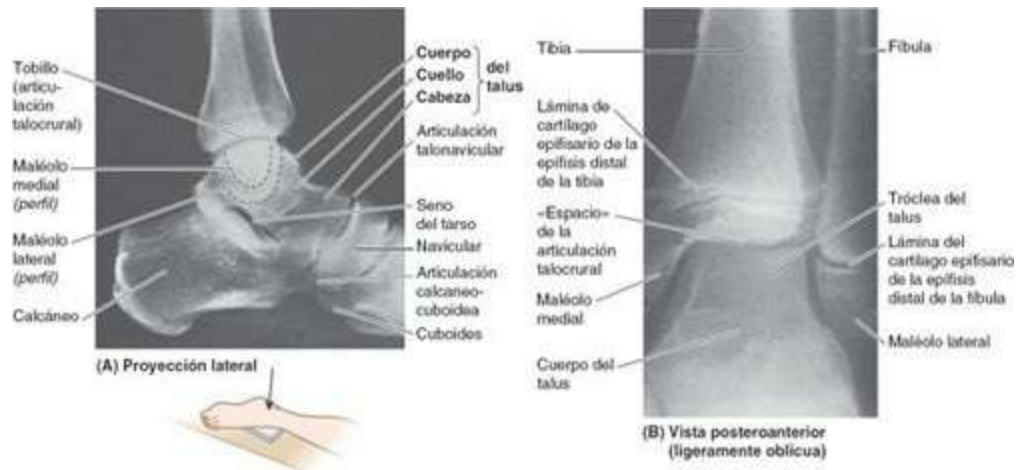 Tobillo
(articu-
lación
talocrural)
Maléolo
medial
(perfil)
Maléolo
lateral
(perfil)
Calcáneo
Cuerpo
Cuello
Cabeza
del
talus
Articulación
talonavicular
Seno
del tarso
Navicular
Articulación
calcaneo-
cuboidea
Cuboides
(A) Proyección lateral
Tibia
Lámina de
cartílago
epifisario de la
epífisis distal
de la tibia
«Espacio»
de la
articulación
talocrural
Maléolo
medial
Cuerpo del
talus
Fíbula
Tróclea del
talus
Lámina del
cartílago epifisario
de la epífisis
distal de la fíbula
Maléolo lateral
(B) Vista posteroanterior
(ligeramente oblicua)